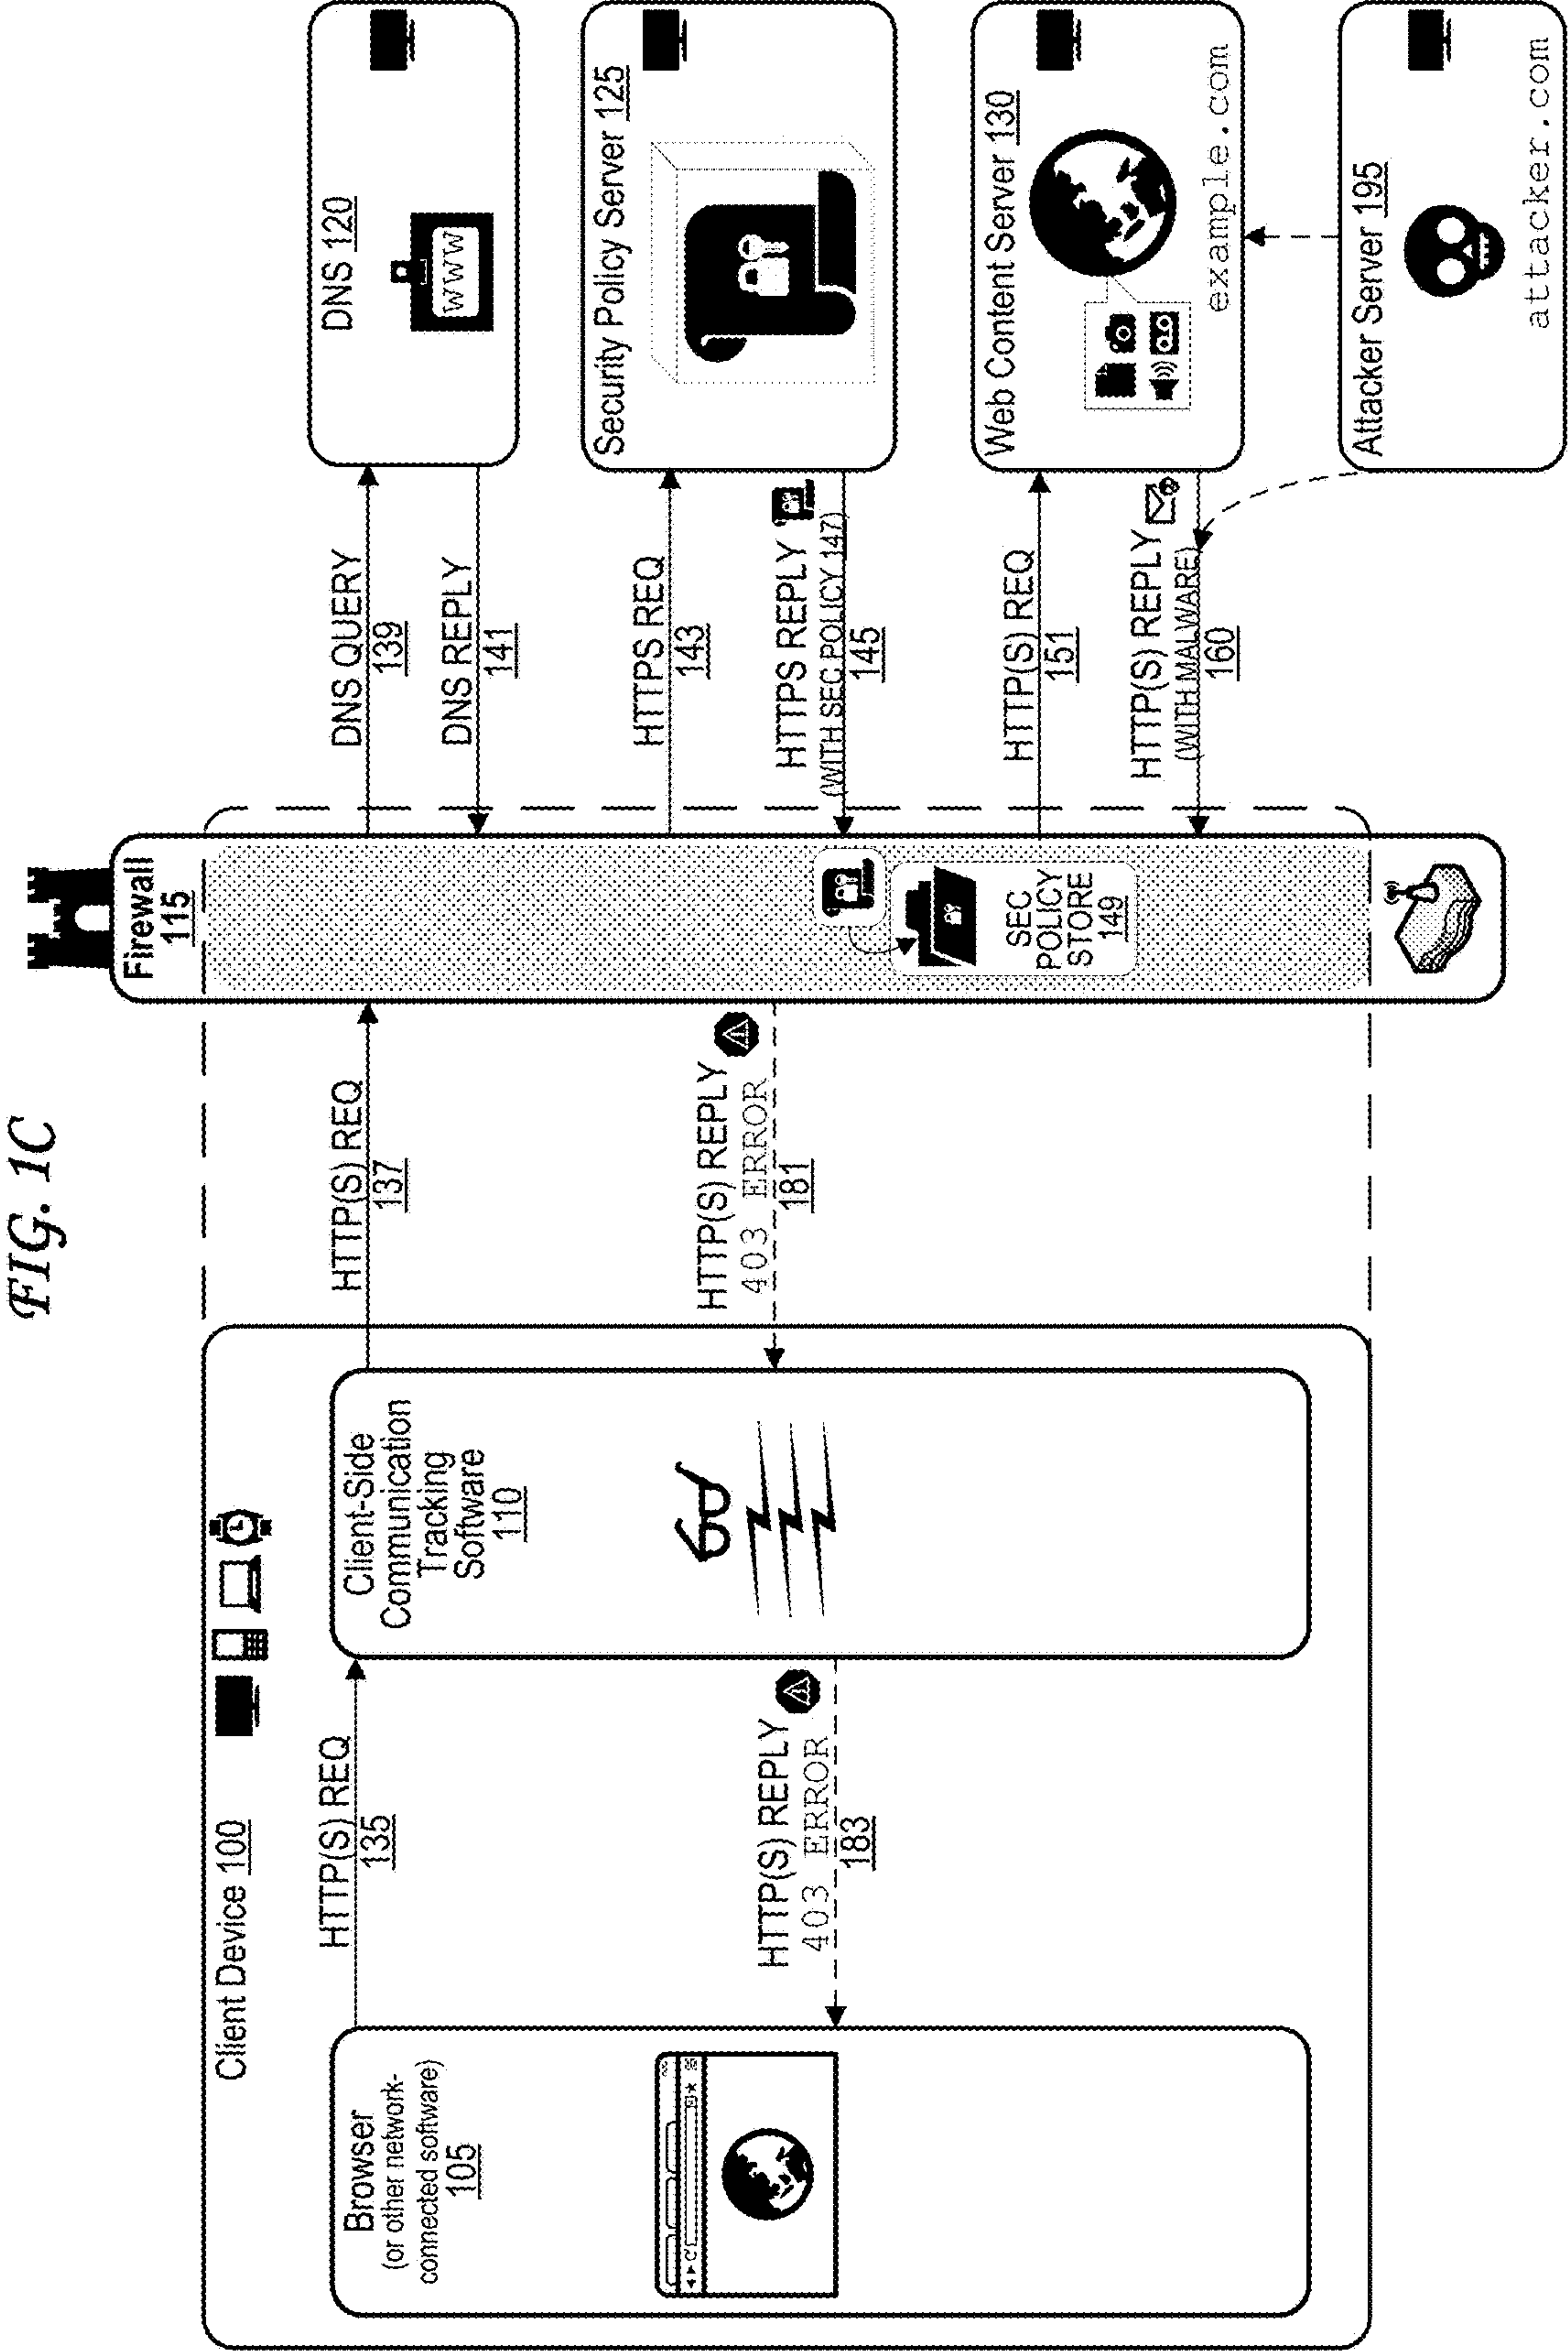 FIG. 1C
Client Device 100
Browser
(or other network-
connected software)
105
HTTP(S) REQ
135
HTTP(S) REPLY
403 ERROR
183
Client-Side
Communication
Tracking
Software
110
HTTP(S) REQ
137
HTTP(S) REPLY
403 ERROR
181
Firewall
115
SEC
POLICY
STORE
149
DNS QUERY
139
DNS REPLY
141
HTTPS REQ
143
HTTPS REPLY
(WITH SEC POLICY 147)
145
HTTP(S) REQ
151
HTTP(S) REPLY
(WITH MALWARE)
160
DNS 120
WWW
Security Policy Server 125
Web Content Server 130
example.com
Attacker Server 195
attacker.com